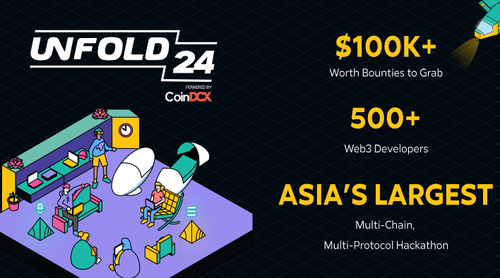 UNFOLD 24
POWERED BY
CoinDCX
$100K+
Worth Bounties to Grab
500+
Web3 Developers
ASIA'S LARGEST
Multi-Chain,
Multi-Protocol Hackathon